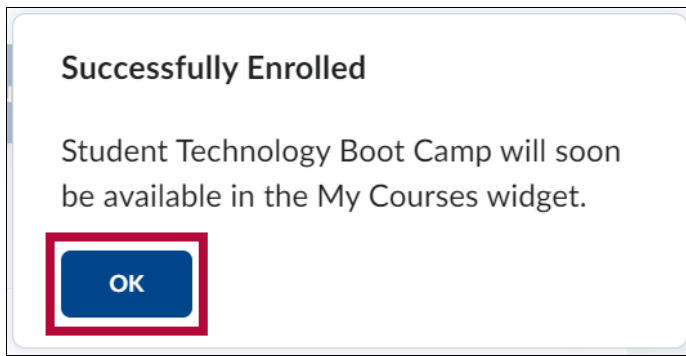 Successfully Enrolled
Student Technology Boot Camp will soon
be available in the My Courses widget.
OK